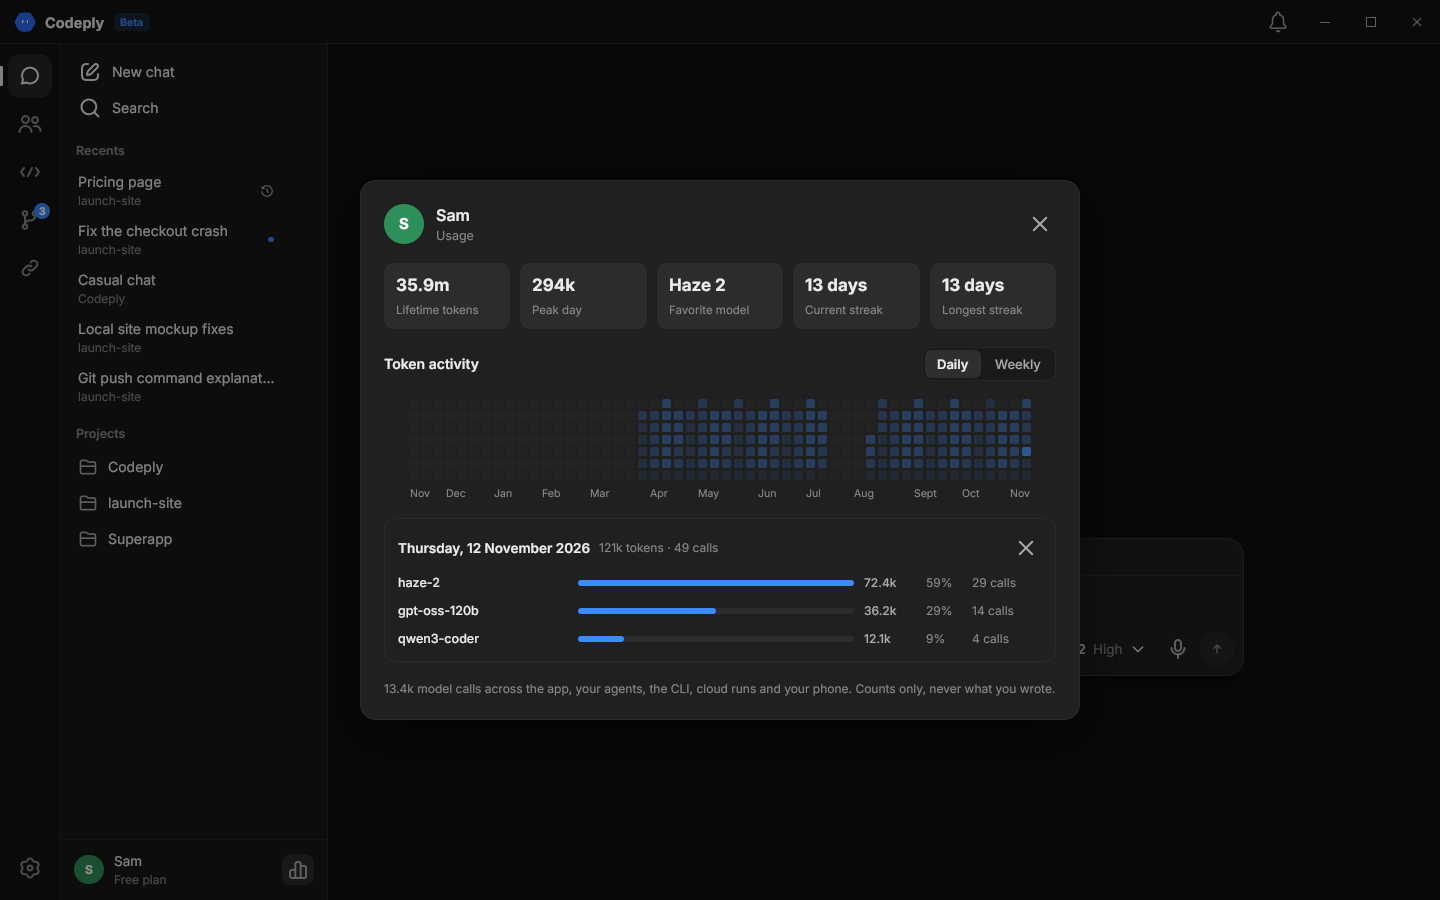 Codeply Beta
New chat
Search
Recents
Pricing page
launch-site
Fix the checkout crash
launch-site
Casual chat
Codeply
Local site mockup fixes
launch-site
Git push command explanat...
launch-site
Projects
Codeply
launch-site
Superapp
S
Sam
Free plan
3
S
Sam
Usage
35.9m
Lifetime tokens
294k
Peak day
Haze 2
Favorite model
13 days
Current streak
13 days
Longest streak
Token activity
Daily Weekly
Nov Dec Jan Feb Mar Apr May Jun Jul Aug Sept Oct Nov
Thursday, 12 November 2026 121k tokens · 49 calls
haze-2 72.4k 59% 29 calls
gpt-oss-120b 36.2k 29% 14 calls
qwen3-coder 12.1k 9% 4 calls
13.4k model calls across the app, your agents, the CLI, cloud runs and your phone. Counts only, never what you wrote.
2 High